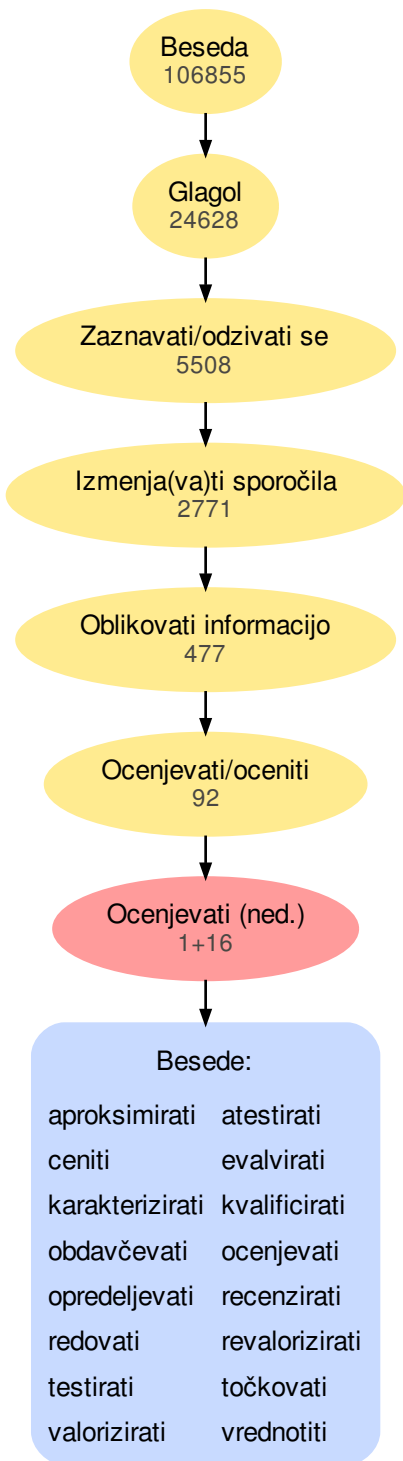 Beseda
106855
Glagol
24628
Zaznavati/odzivati se
5508
Izmenja(va)ti sporočila
2771
Oblikovati informacijo
477
Ocenjevati/oceniti
92
Ocenjevati (ned.)
1+16
Besede:
aproksimirati atestirati
ceniti evalvirati
karakterizirati kvalificirati
obdavčevati ocenjevati
opredeljevati recenzirati
redovati revalorizirati
testirati točkovati
valorizirati vrednotiti